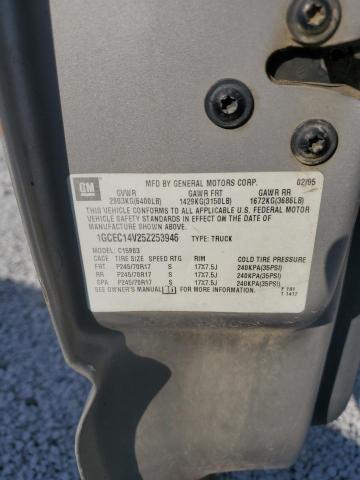 GM
MFD BY GENERAL MOTORS CORP. 02/05
GVWR GAWR FRT GAWR RR
2903KG(6400LB) 1429KG(3150LB) 1672KG(3686LB)
THIS VEHICLE CONFORMS TO ALL APPLICABLE U.S. FEDERAL MOTOR
VEHICLE SAFETY STANDARDS IN EFFECT ON THE DATE OF
MANUFACTURE SHOWN ABOVE.
1GCEC14V25Z253946 TYPE: TRUCK
MODEL: C15903
CACE TIRE SIZE SPEED RTG RIM COLD TIRE PRESSURE
FRT P245/70R17 S 17X7.5J 240KPA(35PSI)
RR P245/70R17 S 17X7.5J 240KPA(35PSI)
SPA P245/70R17 S 17X7.5J 240KPA(35PSI)
SEE OWNER'S MANUAL FOR MORE INFORMATION. F 181
T 1417